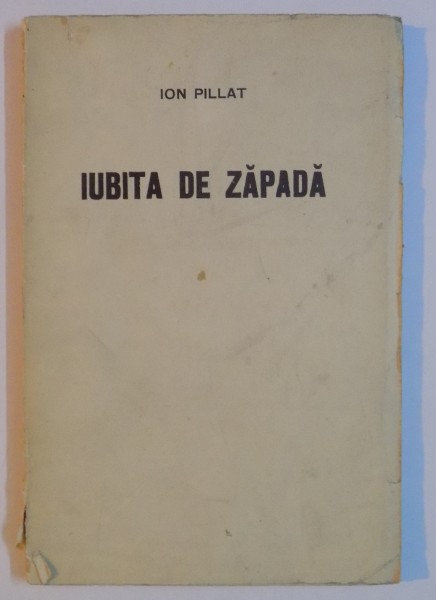 ION PILLAT
IUBITA DE ZĂPADĂ